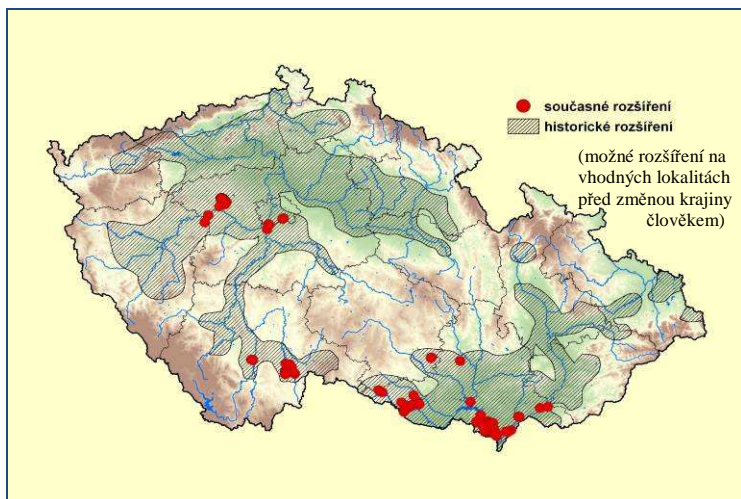 současné rozšíření
historické rozšíření
(možné rozšíření na
vhodných lokalitách
před změnou krajiny
člověkem)